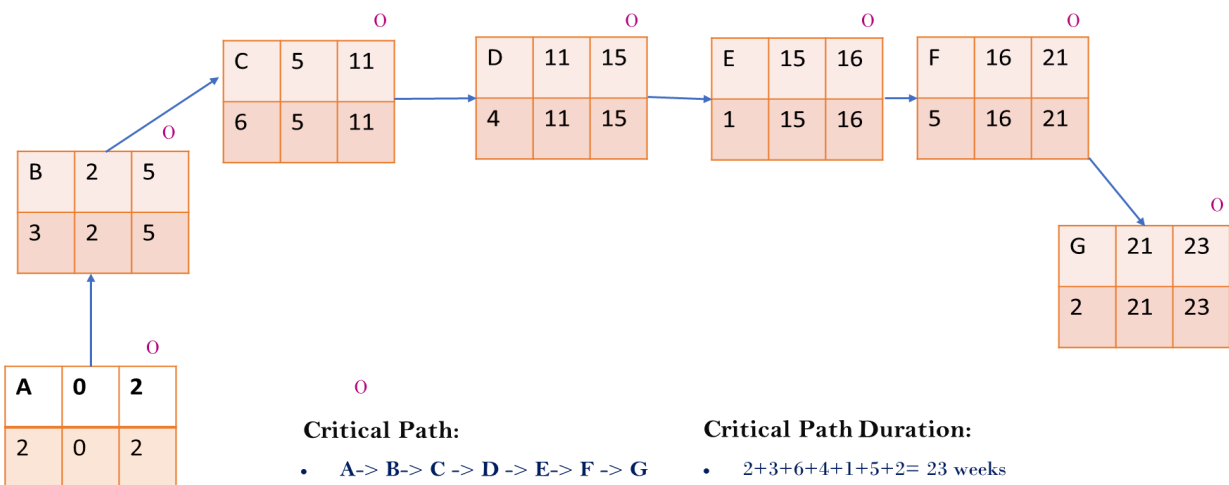 O O O O
C 5 11
6 5 11
D 11 15
4 11 15
E 15 16
1 15 16
F 16 21
5 16 21
O
B 2 5
3 2 5
O
G 21 23
2 21 23
O
A 0 2
2 0 2
O
Critical Path:
• A-> B-> C -> D -> E-> F -> G
Critical Path Duration:
• 2+3+6+4+1+5+2= 23 weeks